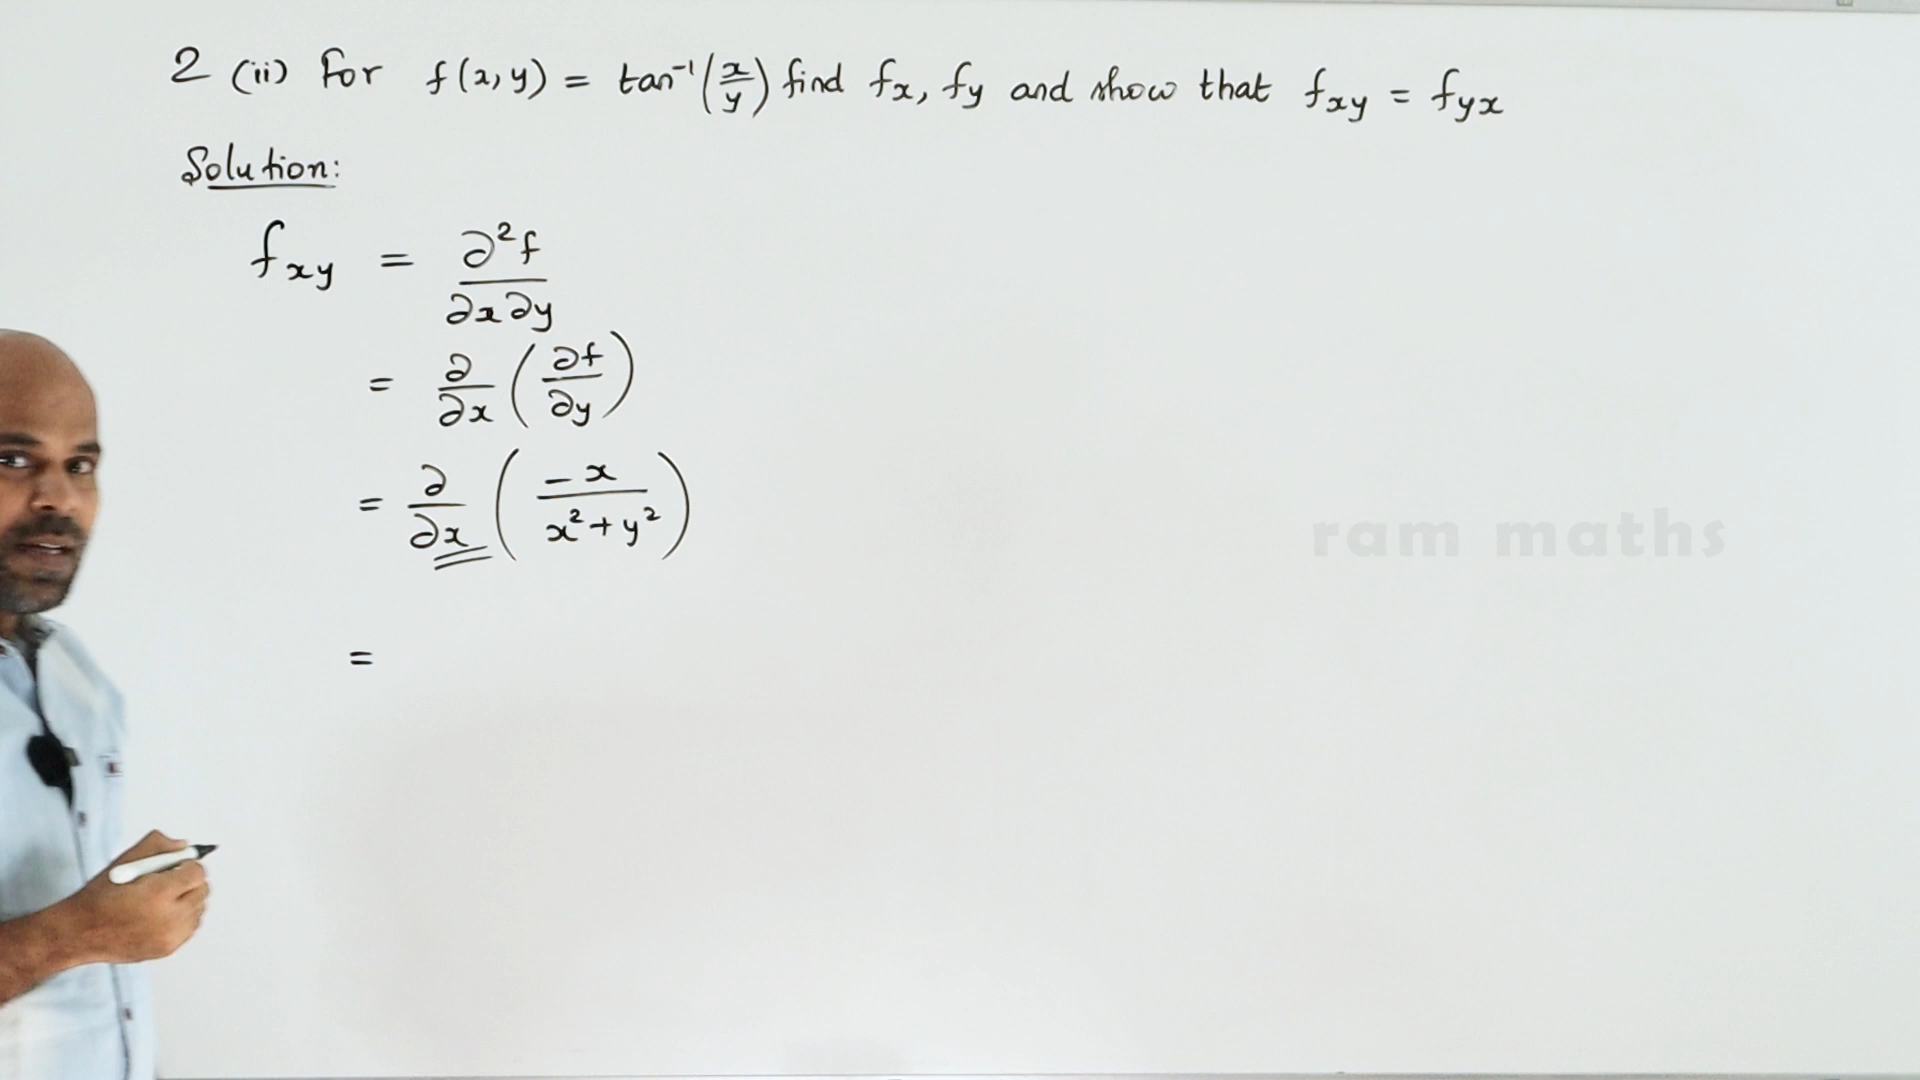 2 (ii) For f(x, y) = tan⁻¹(x/y) find fx, fy and show that fxy = fyx
Solution:
fxy = ∂²f/∂x∂y
= ∂/∂x (∂f/∂y)
= ∂/∂x (-x/x²+y²)
ram maths
=